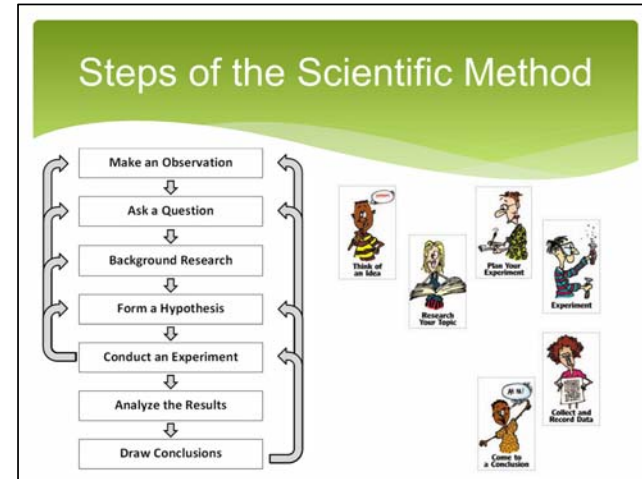 Steps of the Scientific Method
Make an Observation
Ask a Question
Background Research
Form a Hypothesis
Conduct an Experiment
Analyze the Results
Draw Conclusions
Think of
an Idea
Research
Your Topic
Plan Your
Experiment
Experiment
Collect and
Record Data
Come to
a Conclusion